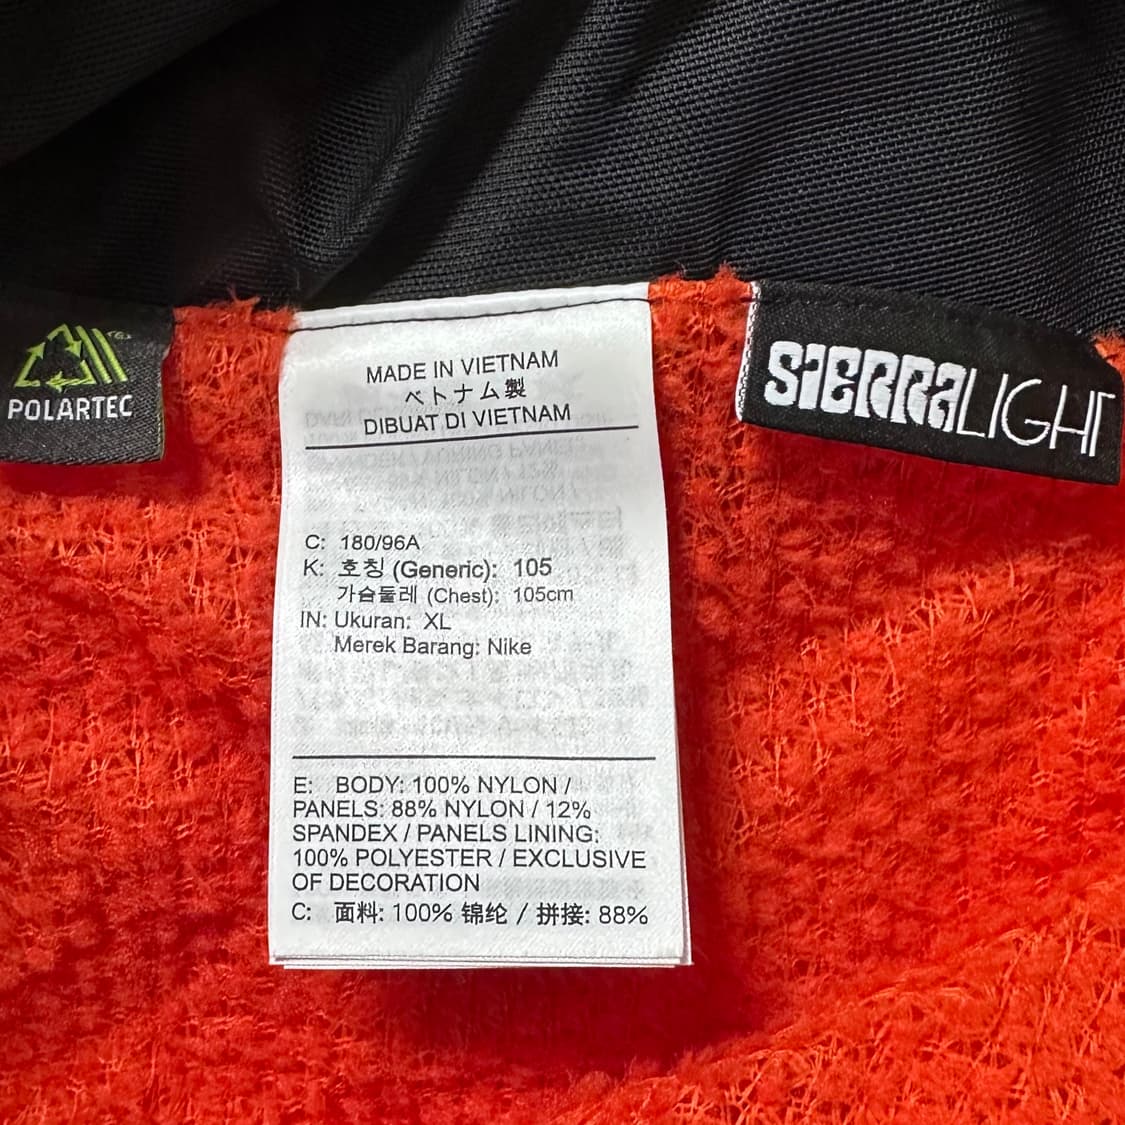 POLARTEC
MADE IN VIETNAM
ベトナム製
DIBUAT DI VIETNAM
C: 180/96A
K: 호칭 (Generic): 105
가슴둘레 (Chest): 105cm
IN: Ukuran: XL
Merek Barang: Nike
E: BODY: 100% NYLON /
PANELS: 88% NYLON / 12%
SPANDEX / PANELS LINING:
100% POLYESTER / EXCLUSIVE
OF DECORATION
C: 面料: 100% 锦纶 / 拼接: 88%
SIERRALIGHT